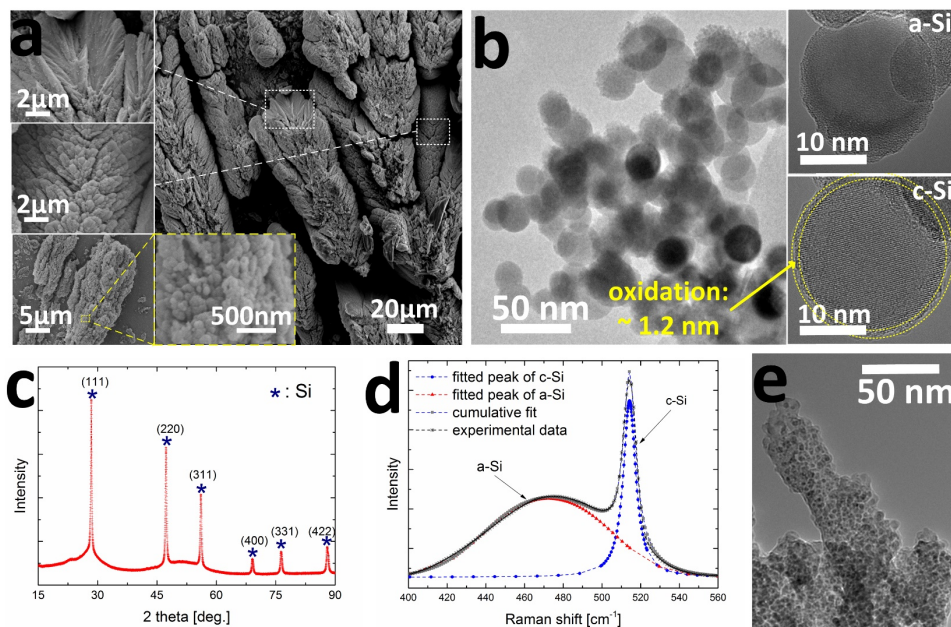 a
2μm
2μm
5μm
500nm
20μm
b
50 nm
oxidation:
~ 1.2 nm
a-Si
10 nm
c-Si
10 nm
c
* : Si
(111)
(220)
(311)
(400)
(331)
(422)
Intensity
15 30 45 60 75 90
2 theta [deg.]
d
fitted peak of c-Si
fitted peak of a-Si
cumulative fit
experimental data
c-Si
a-Si
Intensity
400 420 440 460 480 500 520 540 560
Raman shift [cm⁻¹]
e
50 nm